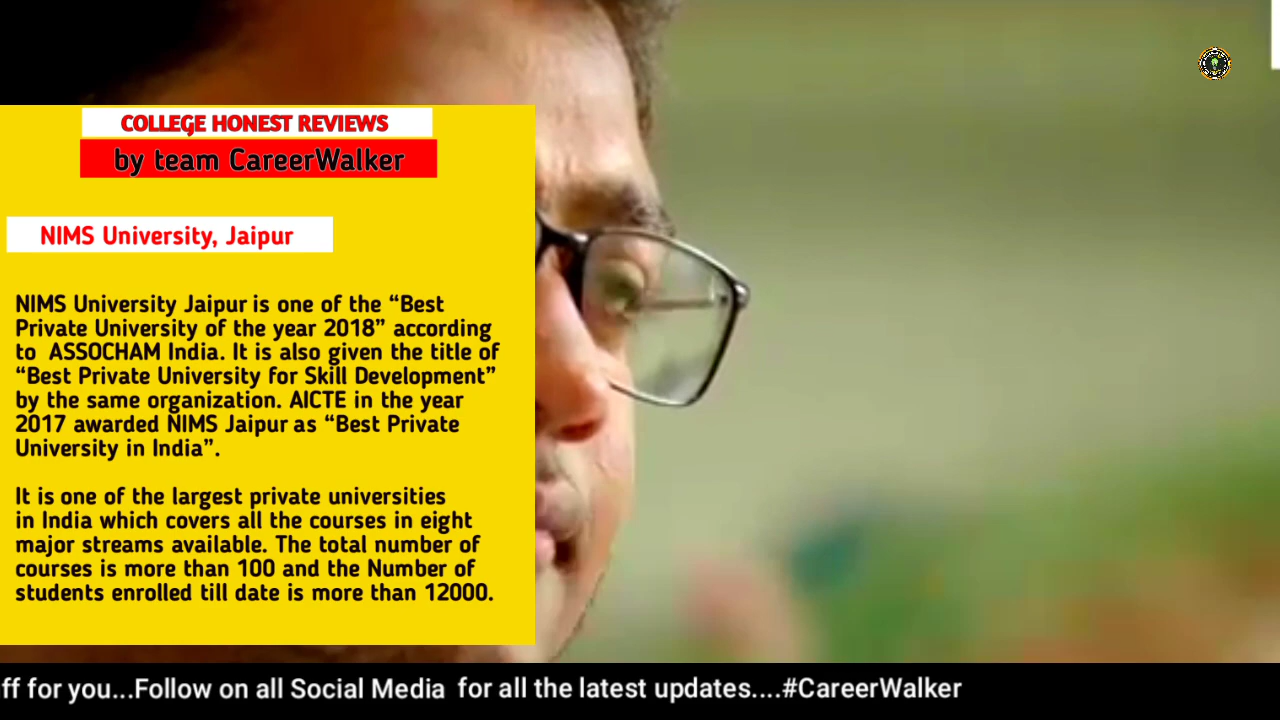 COLLEGE HONEST REVIEWS
by team CareerWalker
NIMS University, Jaipur
NIMS University Jaipur is one of the “Best
Private University of the year 2018” according
to ASSOCHAM India. It is also given the title of
“Best Private University for Skill Development”
by the same organization. AICTE in the year
2017 awarded NIMS Jaipur as “Best Private
University in India”.
It is one of the largest private universities
in India which covers all the courses in eight
major streams available. The total number of
courses is more than 100 and the Number of
students enrolled till date is more than 12000.
ff for you...Follow on all Social Media for all the latest updates....#CareerWalker